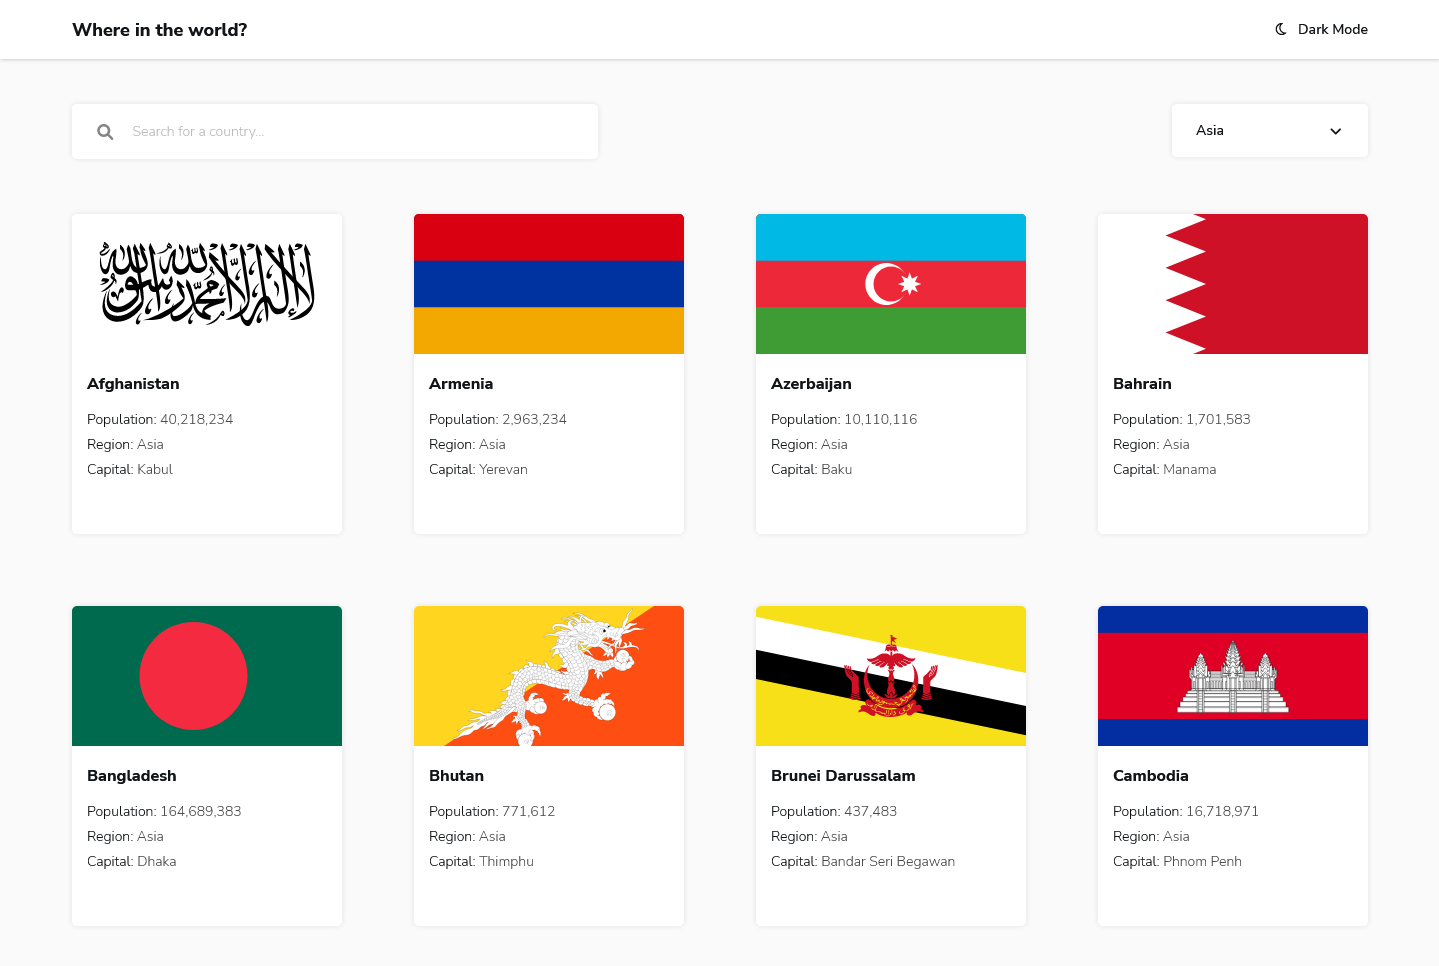 Where in the world?
Dark Mode
Search for a country...
Asia
لا إله إلا الله محمد رسول الله
Afghanistan
Population: 40,218,234
Region: Asia
Capital: Kabul
Armenia
Population: 2,963,234
Region: Asia
Capital: Yerevan
Azerbaijan
Population: 10,110,116
Region: Asia
Capital: Baku
Bahrain
Population: 1,701,583
Region: Asia
Capital: Manama
Bangladesh
Population: 164,689,383
Region: Asia
Capital: Dhaka
Bhutan
Population: 771,612
Region: Asia
Capital: Thimphu
Brunei Darussalam
Population: 437,483
Region: Asia
Capital: Bandar Seri Begawan
Cambodia
Population: 16,718,971
Region: Asia
Capital: Phnom Penh